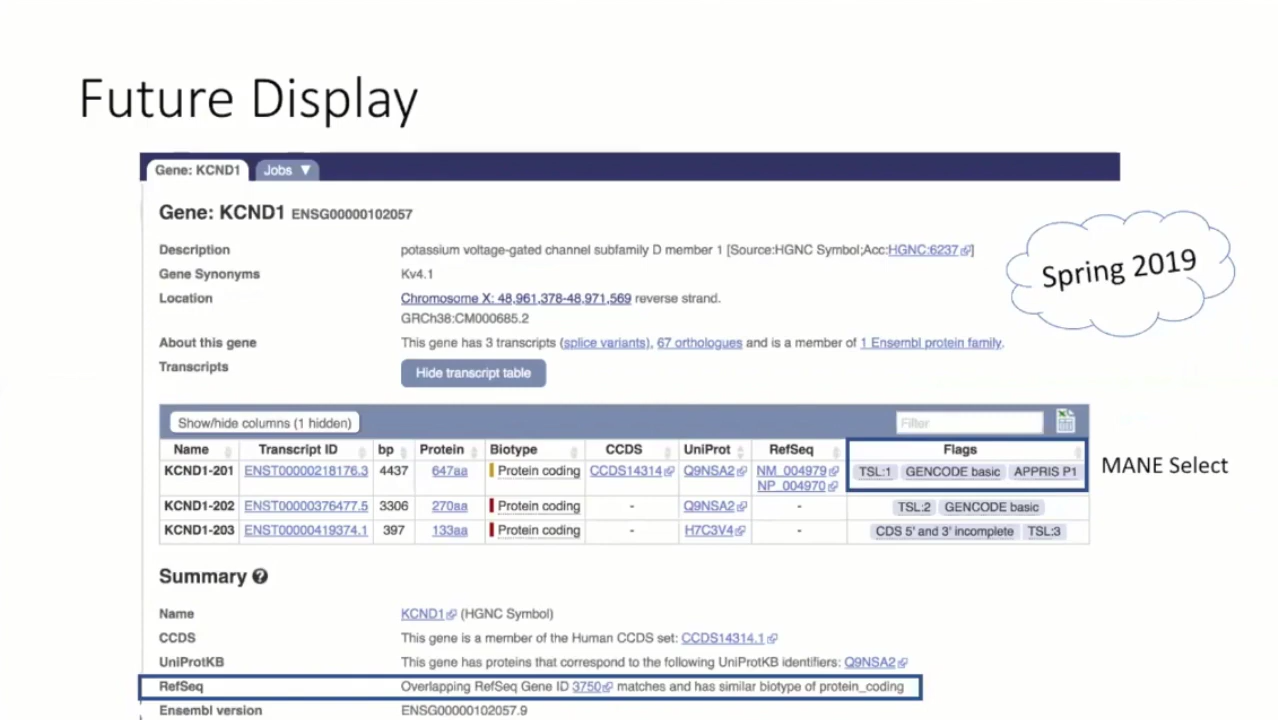 Future Display
Gene: KCND1 Jobs ▼
Gene: KCND1 ENSG00000102057
Description potassium voltage-gated channel subfamily D member 1 [Source:HGNC Symbol;Acc:HGNC:6237]
Gene Synonyms Kv4.1
Location Chromosome X: 48,961,378-48,971,569 reverse strand.
GRCh38:CM000685.2
Spring 2019
About this gene This gene has 3 transcripts (splice variants), 67 orthologues and is a member of 1 Ensembl protein family.
Transcripts Hide transcript table
Show/hide columns (1 hidden) Filter
Name Transcript ID bp Protein Biotype CCDS UniProt RefSeq Flags
KCND1-201 ENST00000218176.3 4437 647aa Protein coding CCDS14314 Q9NSA2 NM_004979 TSL:1 GENCODE basic APPRIS P1
NP_004970
MANE Select
KCND1-202 ENST00000376477.5 3306 270aa Protein coding - Q9NSA2 - TSL:2 GENCODE basic
KCND1-203 ENST00000419374.1 397 133aa Protein coding - H7C3V4 - CDS 5' and 3' incomplete TSL:3
Summary ?
Name KCND1 (HGNC Symbol)
CCDS This gene is a member of the Human CCDS set: CCDS14314.1
UniProtKB This gene has proteins that correspond to the following UniProtKB identifiers: Q9NSA2
RefSeq Overlapping RefSeq Gene ID 3750 matches and has similar biotype of protein_coding
Ensembl version ENSG00000102057.9